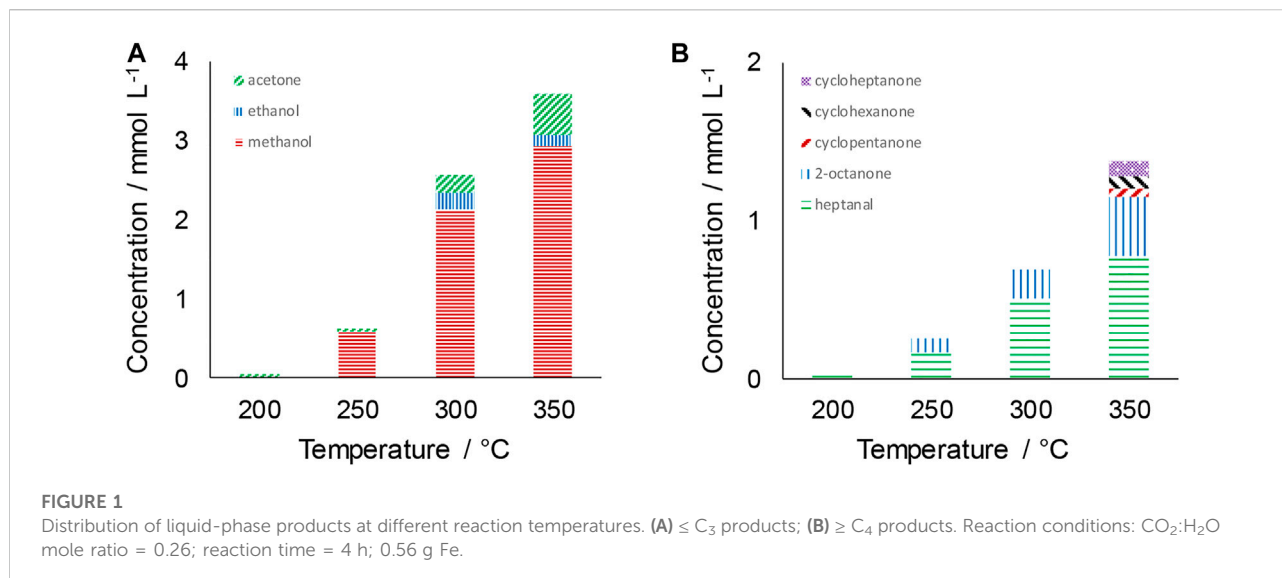 A
Concentration / mmol L⁻¹
4
3
2
1
0
acetone
ethanol
methanol
200 250 300 350
Temperature / °C
B
Concentration / mmol L⁻¹
2
1
0
cycloheptanone
cyclohexanone
cyclopentanone
2-octanone
heptanal
200 250 300 350
Temperature / °C
FIGURE 1
Distribution of liquid-phase products at different reaction temperatures. (A) ≤ C₃ products; (B) ≥ C₄ products. Reaction conditions: CO₂:H₂O
mole ratio = 0.26; reaction time = 4 h; 0.56 g Fe.